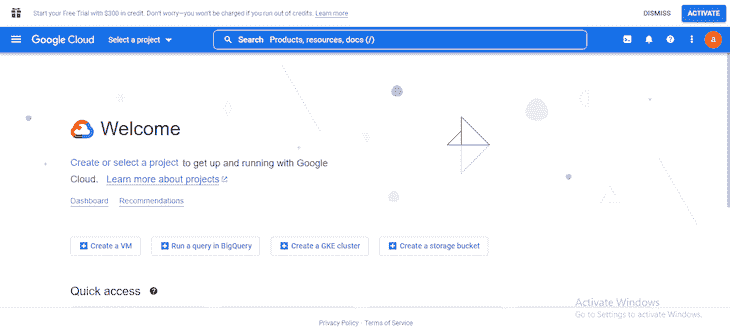 Start your Free Trial with $300 in credit. Don't worry—you won't be charged if you run out of credits. Learn more
DISMISS
ACTIVATE
Google Cloud
Select a project
Search Products, resources, docs (/)
a
Welcome
Create or select a project to get up and running with Google
Cloud. Learn more about projects
Dashboard
Recommendations
Create a VM
Run a query in BigQuery
Create a GKE cluster
Create a storage bucket
Quick access
Activate Windows
Go to Settings to activate Windows.
Privacy Policy · Terms of Service